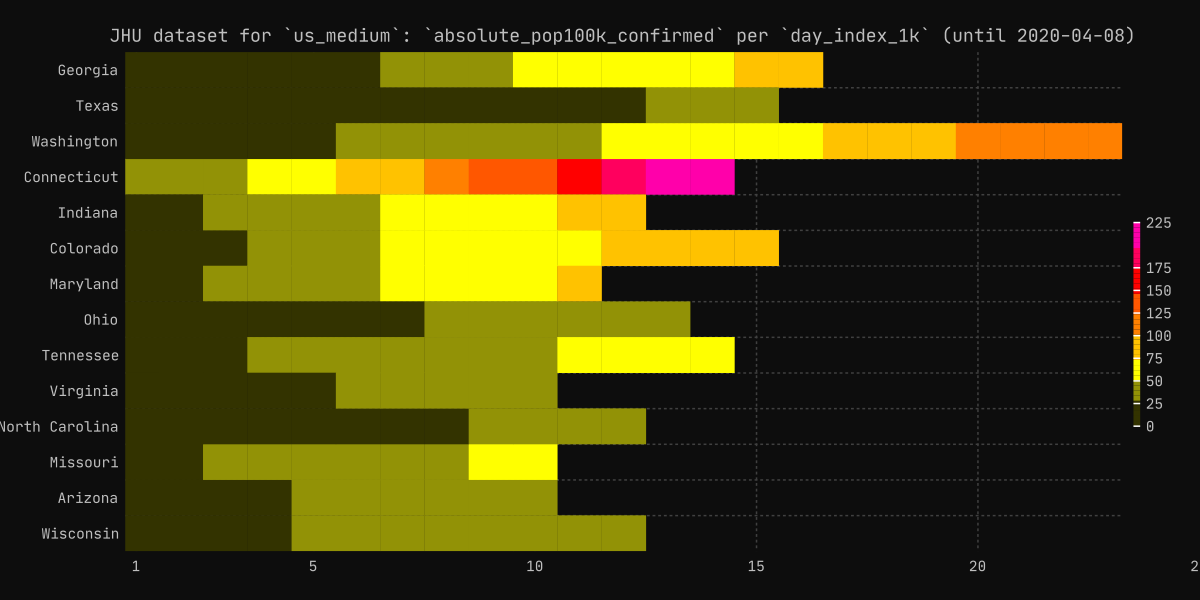 JHU dataset for `us_medium`: `absolute_pop100k_confirmed` per `day_index_1k` (until 2020-04-08)
Georgia
Texas
Washington
Connecticut
Indiana
Colorado
Maryland
Ohio
Tennessee
Virginia
North Carolina
Missouri
Arizona
Wisconsin
225
175
150
125
100
75
50
25
0
1 5 10 15 20 2